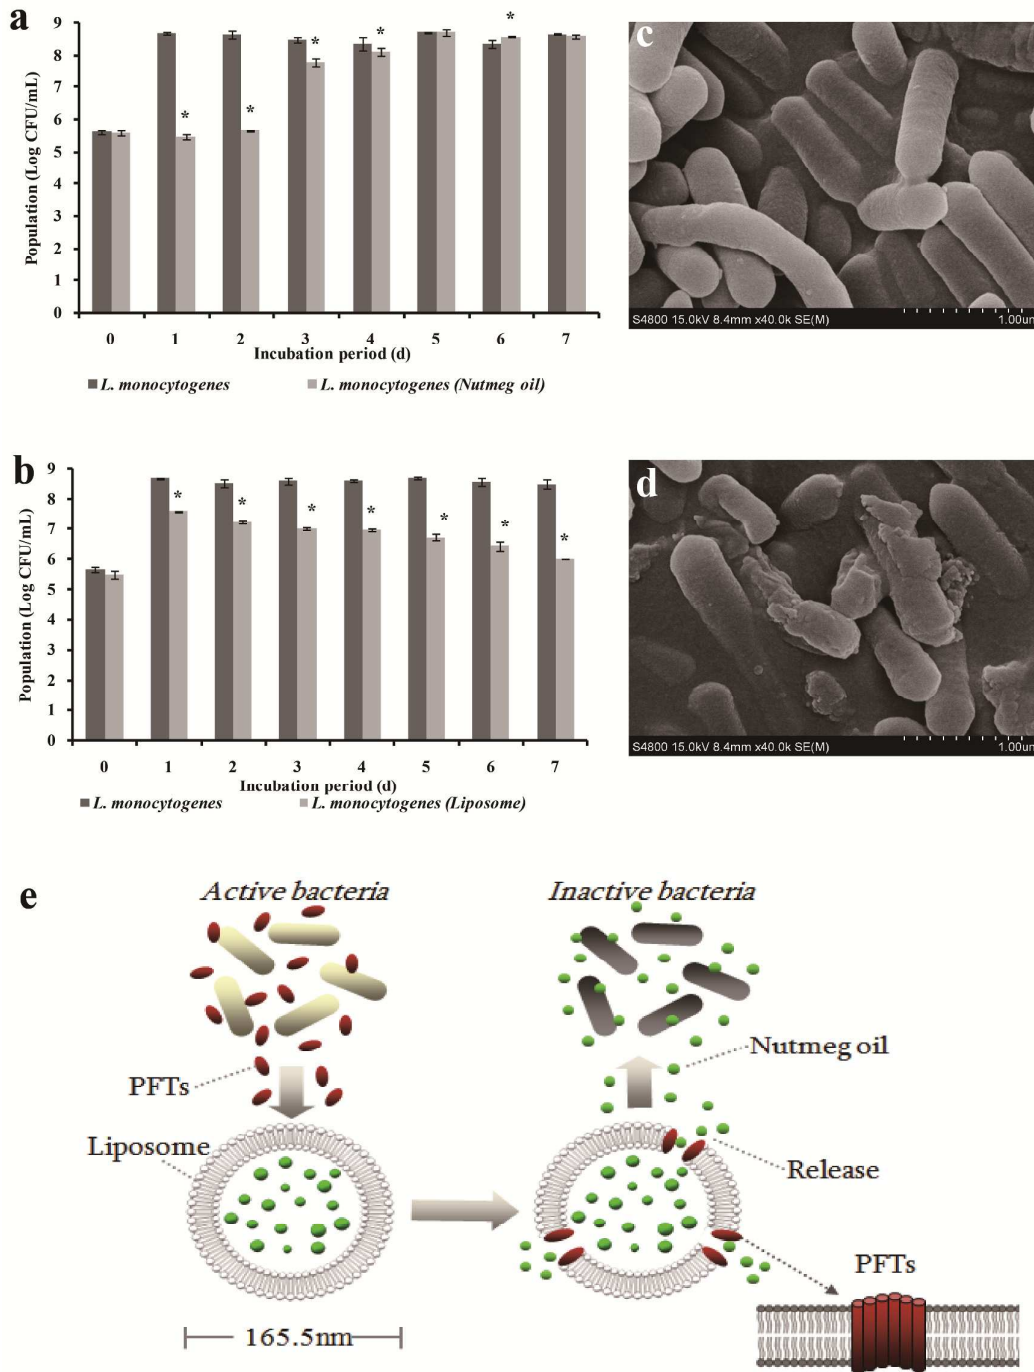 a
Population (Log CFU/mL)
9
8
7
6
5
4
3
2
1
0
* * * * *
0 1 2 3 4 5 6 7
Incubation period (d)
L. monocytogenes L. monocytogenes (Nutmeg oil)
c
S4800 15.0kV 8.4mm x40.0k SE(M) 1.00um
b
Population (Log CFU/mL)
9
8
7
6
5
4
3
2
1
0
* * * * * * *
0 1 2 3 4 5 6 7
Incubation period (d)
L. monocytogenes L. monocytogenes (Liposome)
d
S4800 15.0kV 8.4mm x40.0k SE(M) 1.00um
e
Active bacteria
Inactive bacteria
PFTs
Nutmeg oil
Liposome
Release
PFTs
165.5nm